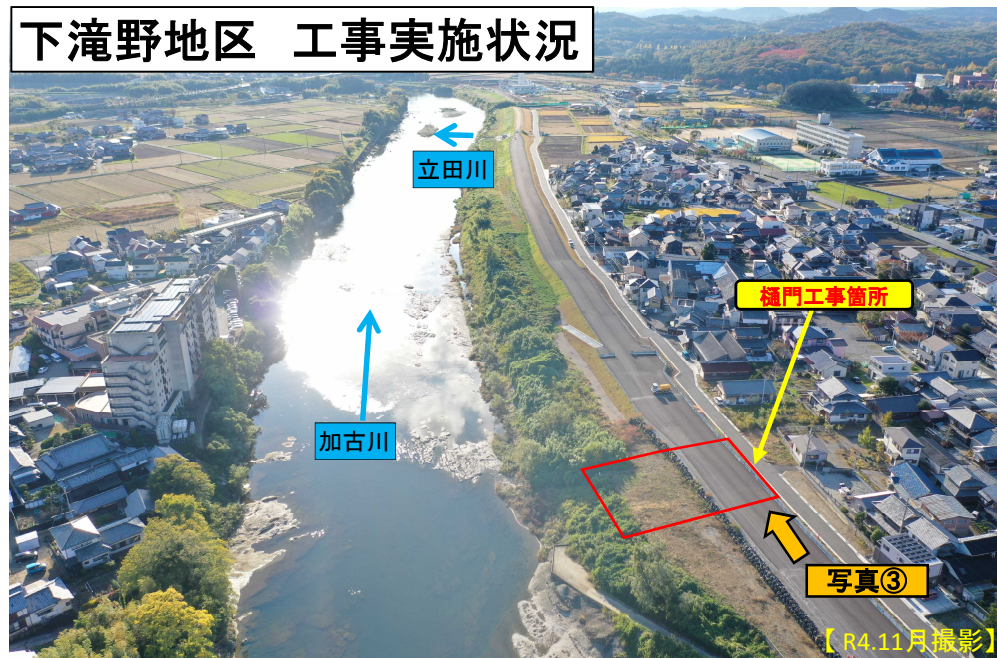 下滝野地区 工事実施状況
立田川
樋門工事箇所
加古川
写真③
【 R4.11月撮影】